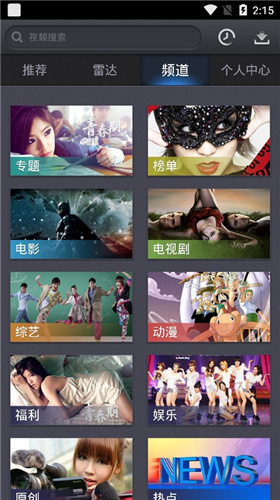 2:15
视频搜索
推荐 雷达 频道 个人中心
青春期
专题 榜单
电影 电视剧
综艺 动漫
青春期
福利 娱乐
NEWS
原创 热点